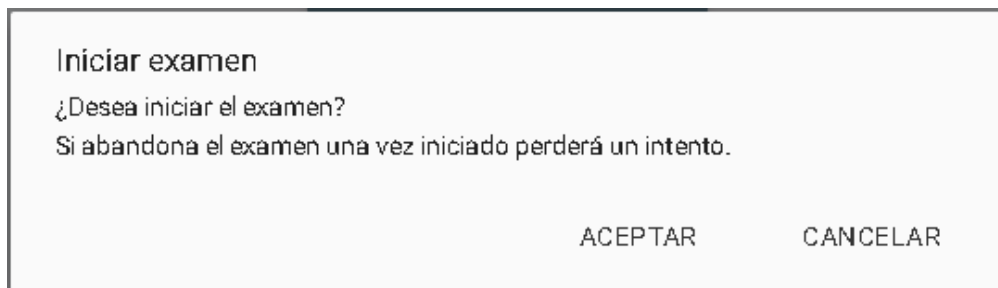 Iniciar examen
¿Desea iniciar el examen?
Si abandona el examen una vez iniciado perderá un intento.
ACEPTAR CANCELAR